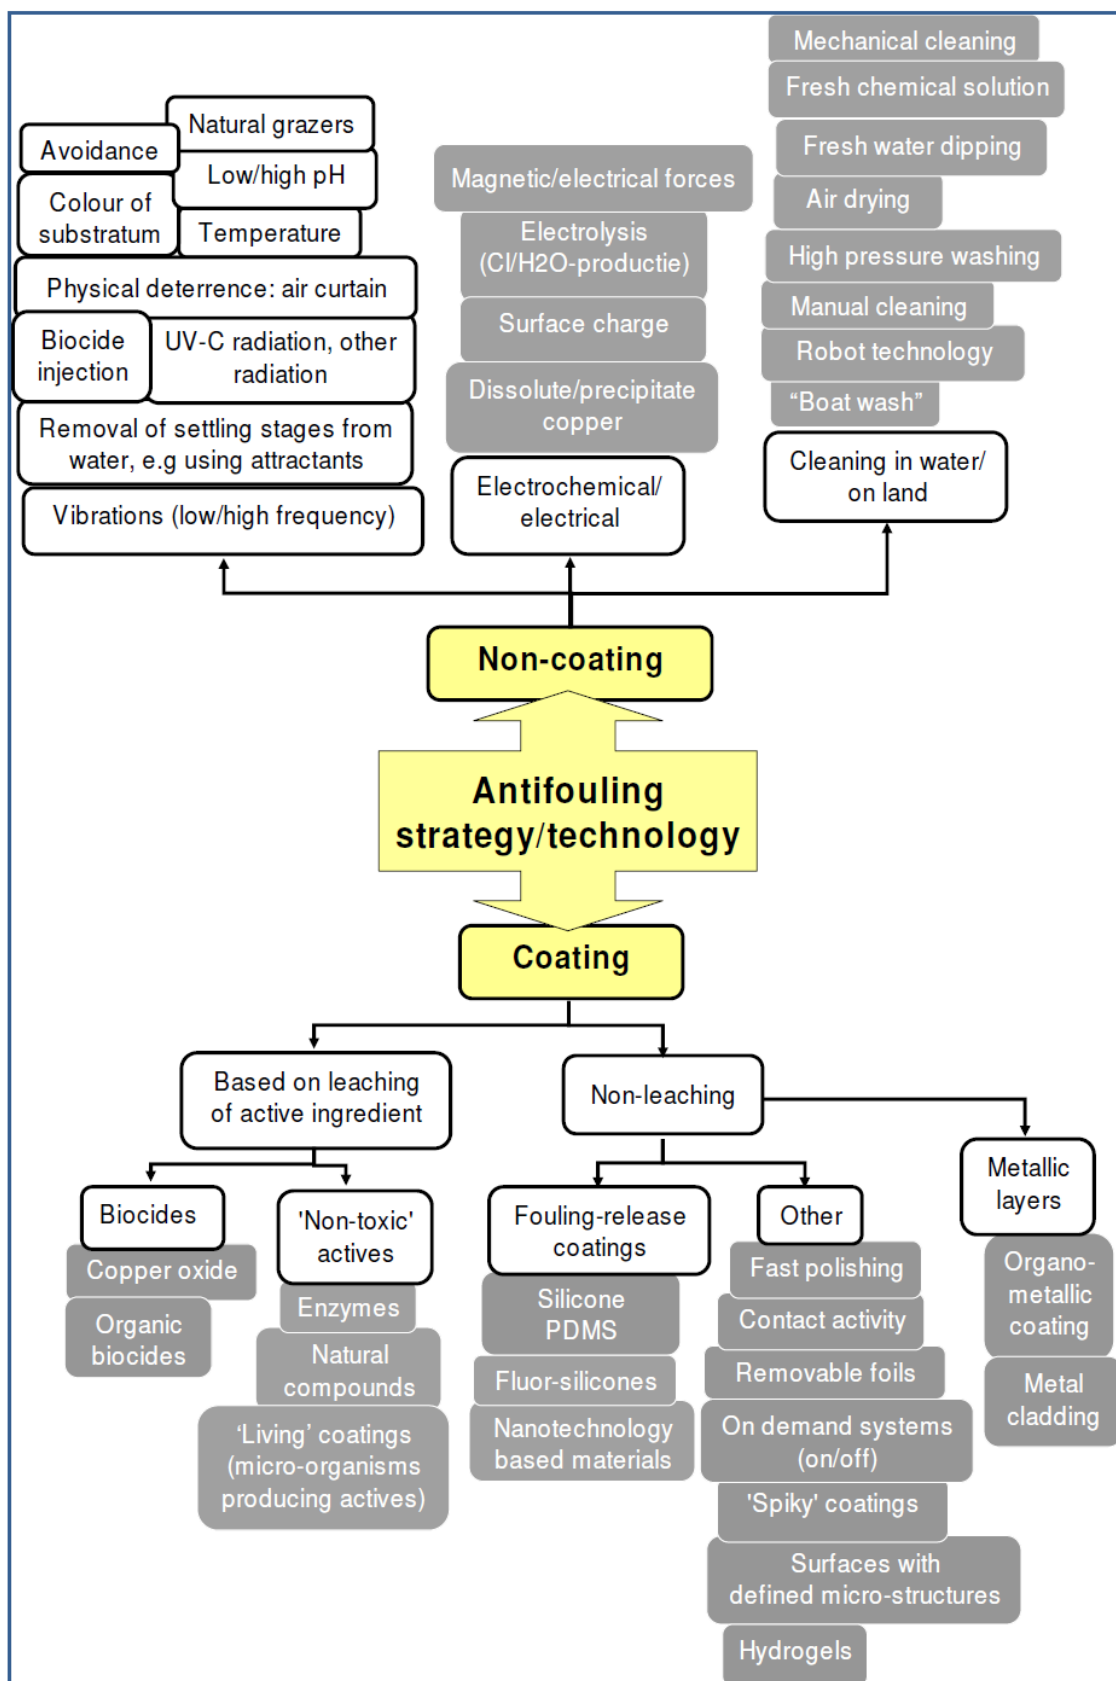 Mechanical cleaning
Fresh chemical solution
Fresh water dipping
Air drying
High pressure washing
Manual cleaning
Robot technology
“Boat wash”
Cleaning in water/
on land
Natural grazers
Avoidance
Low/high pH
Colour of
substratum
Temperature
Physical deterrence: air curtain
Biocide
injection
UV-C radiation, other
radiation
Removal of settling stages from
water, e.g using attractants
Vibrations (low/high frequency)
Magnetic/electrical forces
Electrolysis
(Cl/H2O-productie)
Surface charge
Dissolute/precipitate
copper
Electrochemical/
electrical
Non-coating
Antifouling
strategy/technology
Coating
Based on leaching
of active ingredient
Non-leaching
Biocides
Copper oxide
Organic
biocides
'Non-toxic'
actives
Enzymes
Natural
compounds
‘Living’ coatings
(micro-organisms
producing actives)
Fouling-release
coatings
Silicone
PDMS
Fluor-silicones
Nanotechnology
based materials
Other
Fast polishing
Contact activity
Removable foils
On demand systems
(on/off)
'Spiky' coatings
Surfaces with
defined micro-structures
Hydrogels
Metallic
layers
Organo-
metallic
coating
Metal
cladding